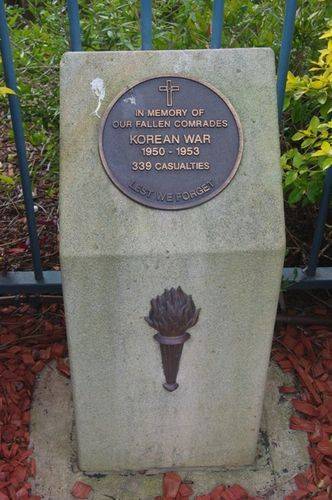 IN MEMORY OF
OUR FALLEN COMRADES
KOREAN WAR
1950 - 1953
339 CASUALTIES
LEST WE FORGET